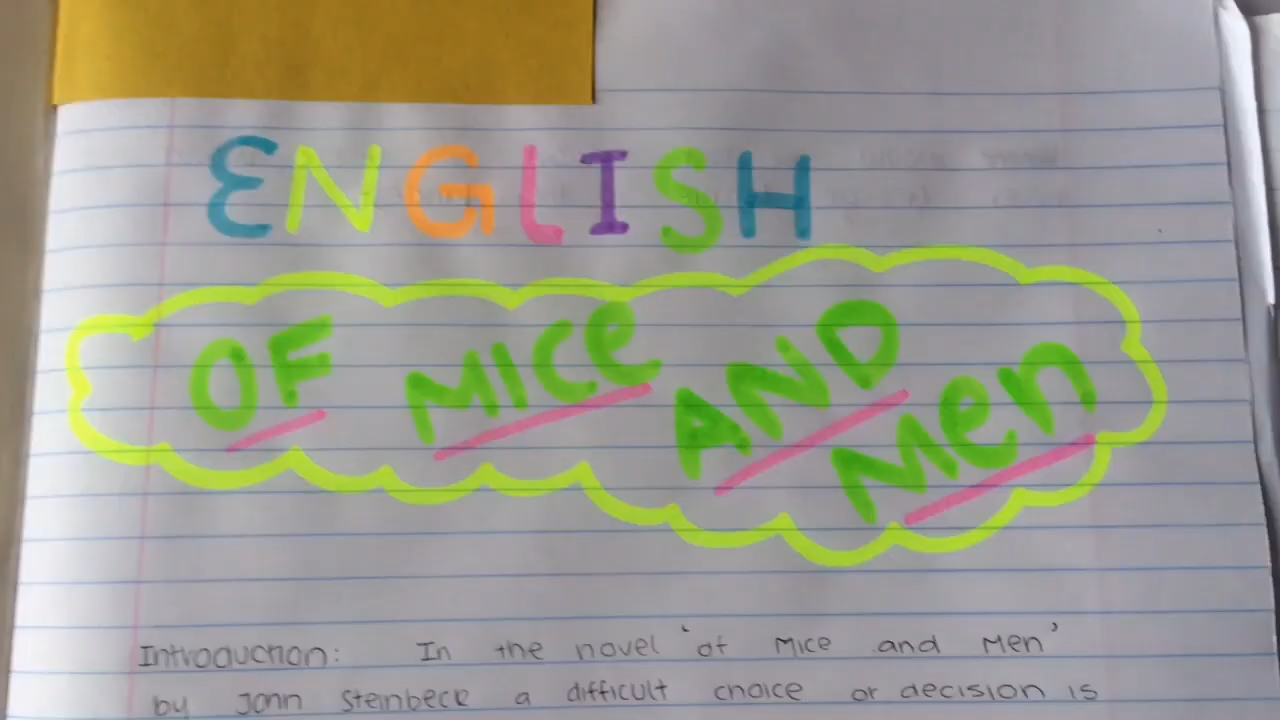 ENGLISH
OF MICE AND MEN
Introduction: In the novel 'of Mice and Men'
by John Steinbeck a difficult choice or decision is